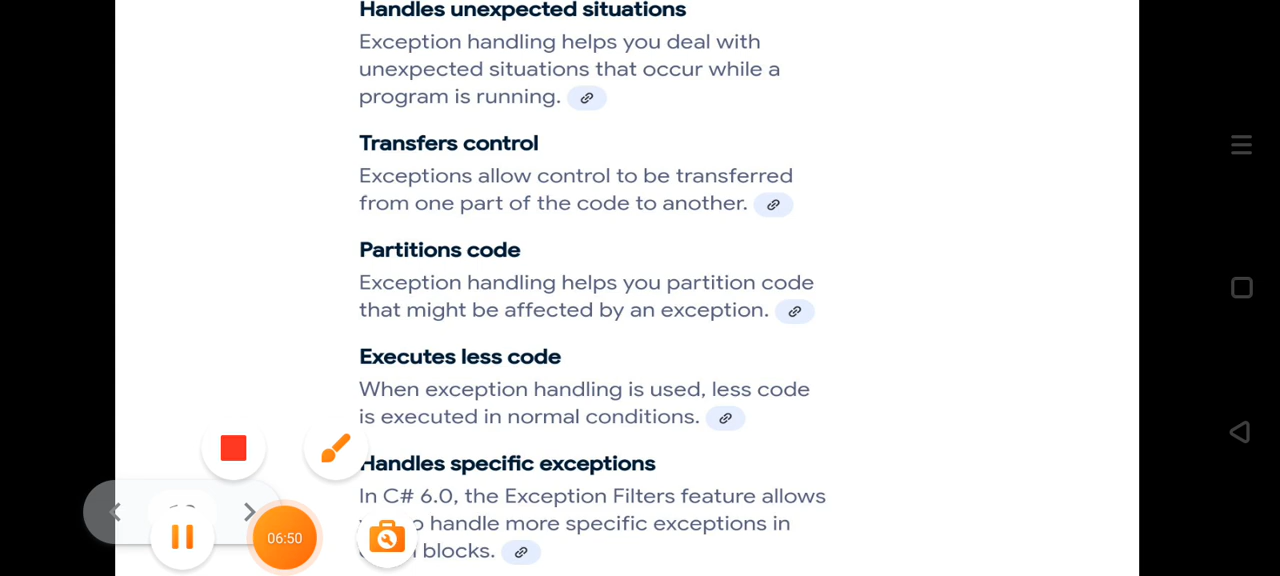 Handles unexpected situations
Exception handling helps you deal with
unexpected situations that occur while a
program is running.
Transfers control
Exceptions allow control to be transferred
from one part of the code to another.
Partitions code
Exception handling helps you partition code
that might be affected by an exception.
Executes less code
When exception handling is used, less code
is executed in normal conditions.
Handles specific exceptions
In C# 6.0, the Exception Filters feature allows
handle more specific exceptions in
blocks.
06:50